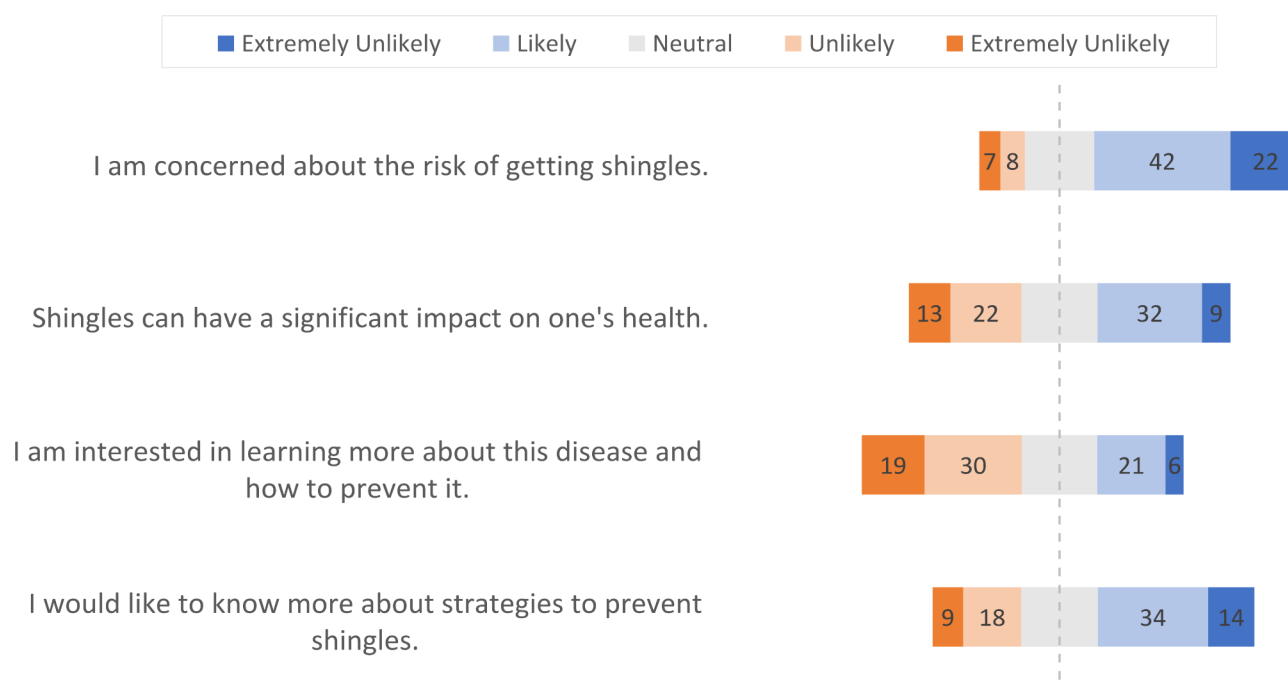 Extremely Unlikely Likely Neutral Unlikely Extremely Unlikely
I am concerned about the risk of getting shingles. 7 8 42 22
Shingles can have a significant impact on one's health. 13 22 32 9
I am interested in learning more about this disease and
how to prevent it. 19 30 21 6
I would like to know more about strategies to prevent
shingles. 9 18 34 14